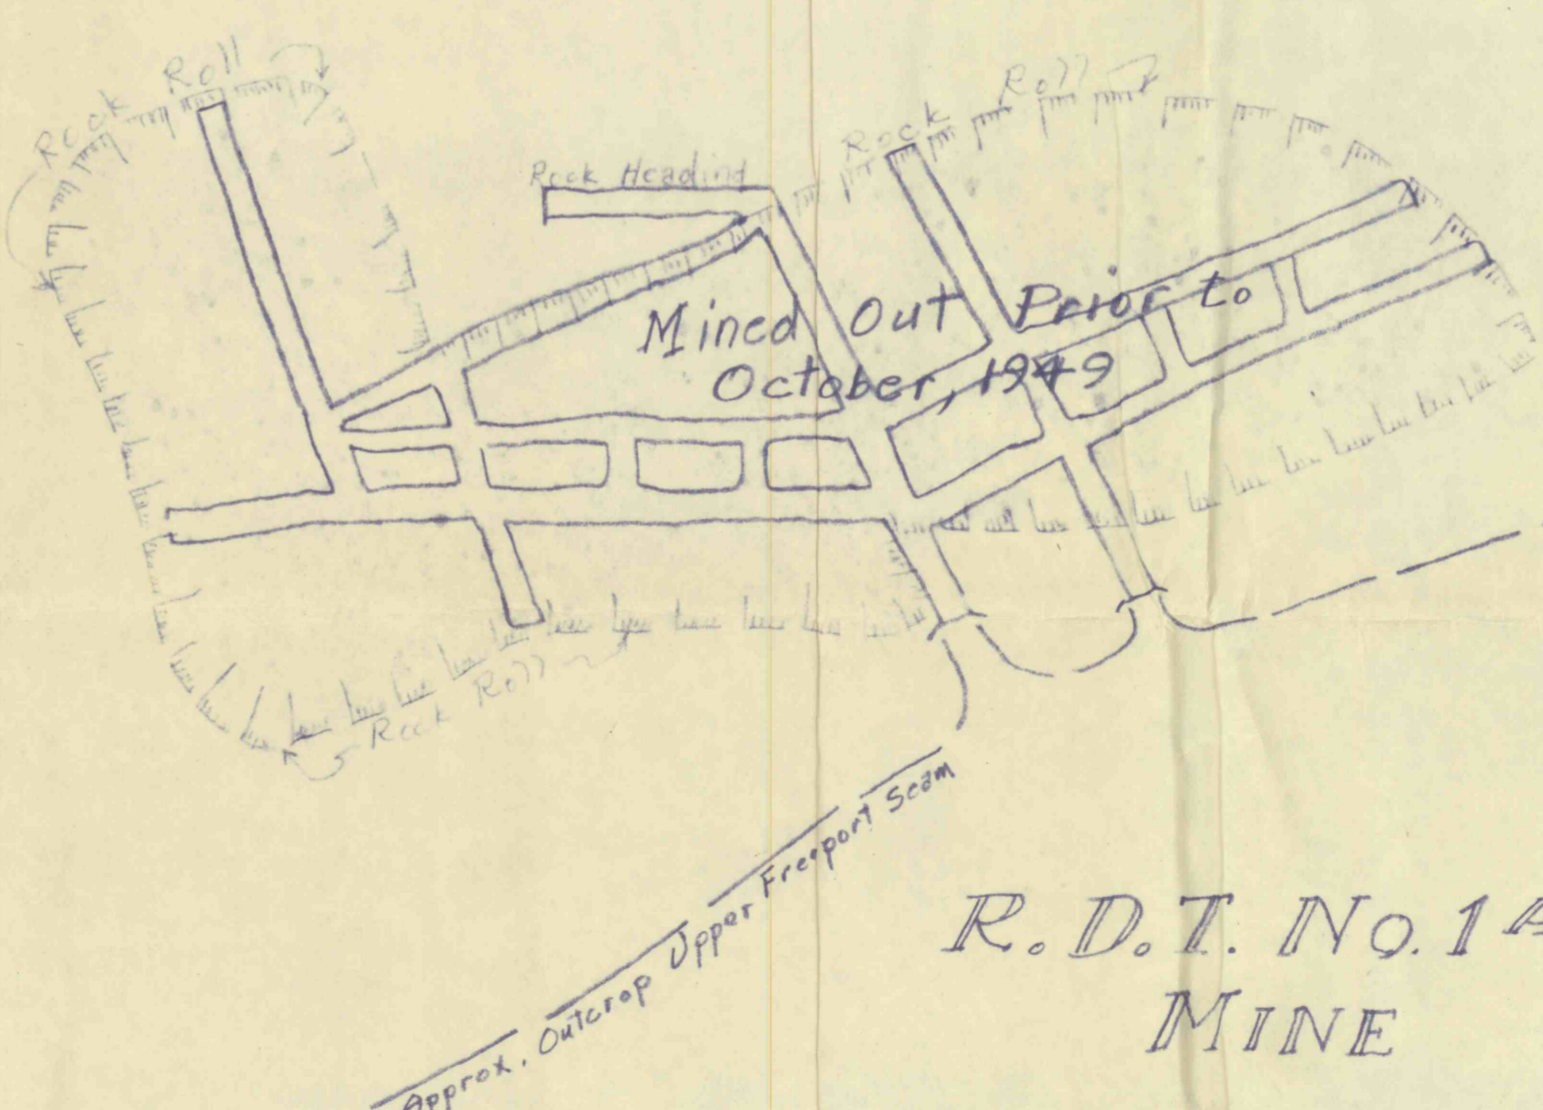 Rock Roll
Rock Roll
Rock Heading
Mined Out Prior to
October, 1949
Rock Roll
Approx. Outcrop Upper Freeport Seam
R.D.T. No. 1A
MINE